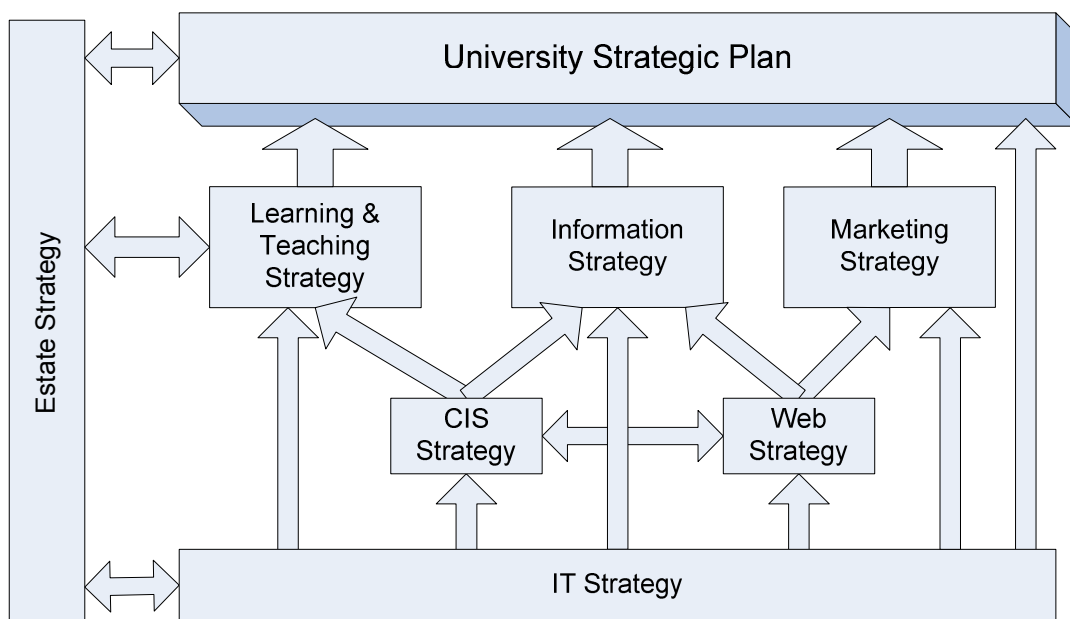 University Strategic Plan
Estate Strategy
Learning &
Teaching
Strategy
Information
Strategy
Marketing
Strategy
CIS
Strategy
Web
Strategy
IT Strategy